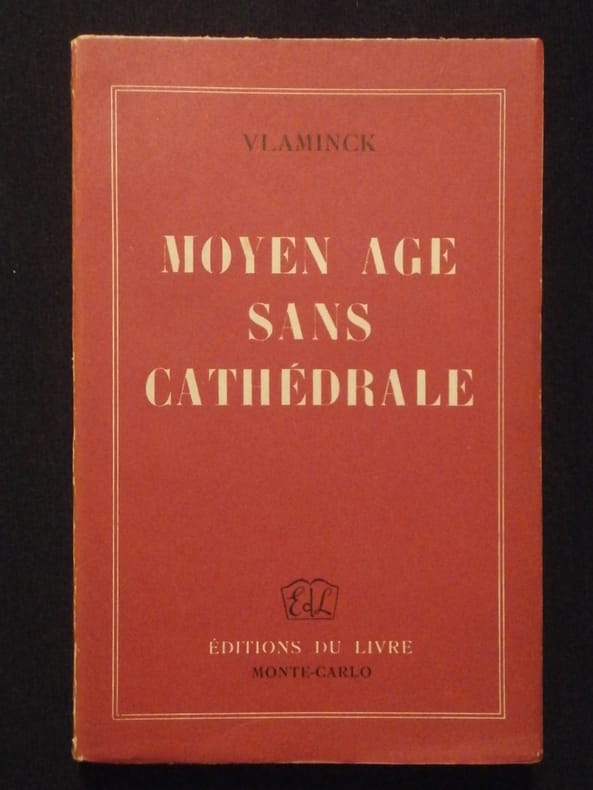 VLAMINCK
MOYEN AGE
SANS
CATHÉDRALE
EdL
ÉDITIONS DU LIVRE
MONTE-CARLO